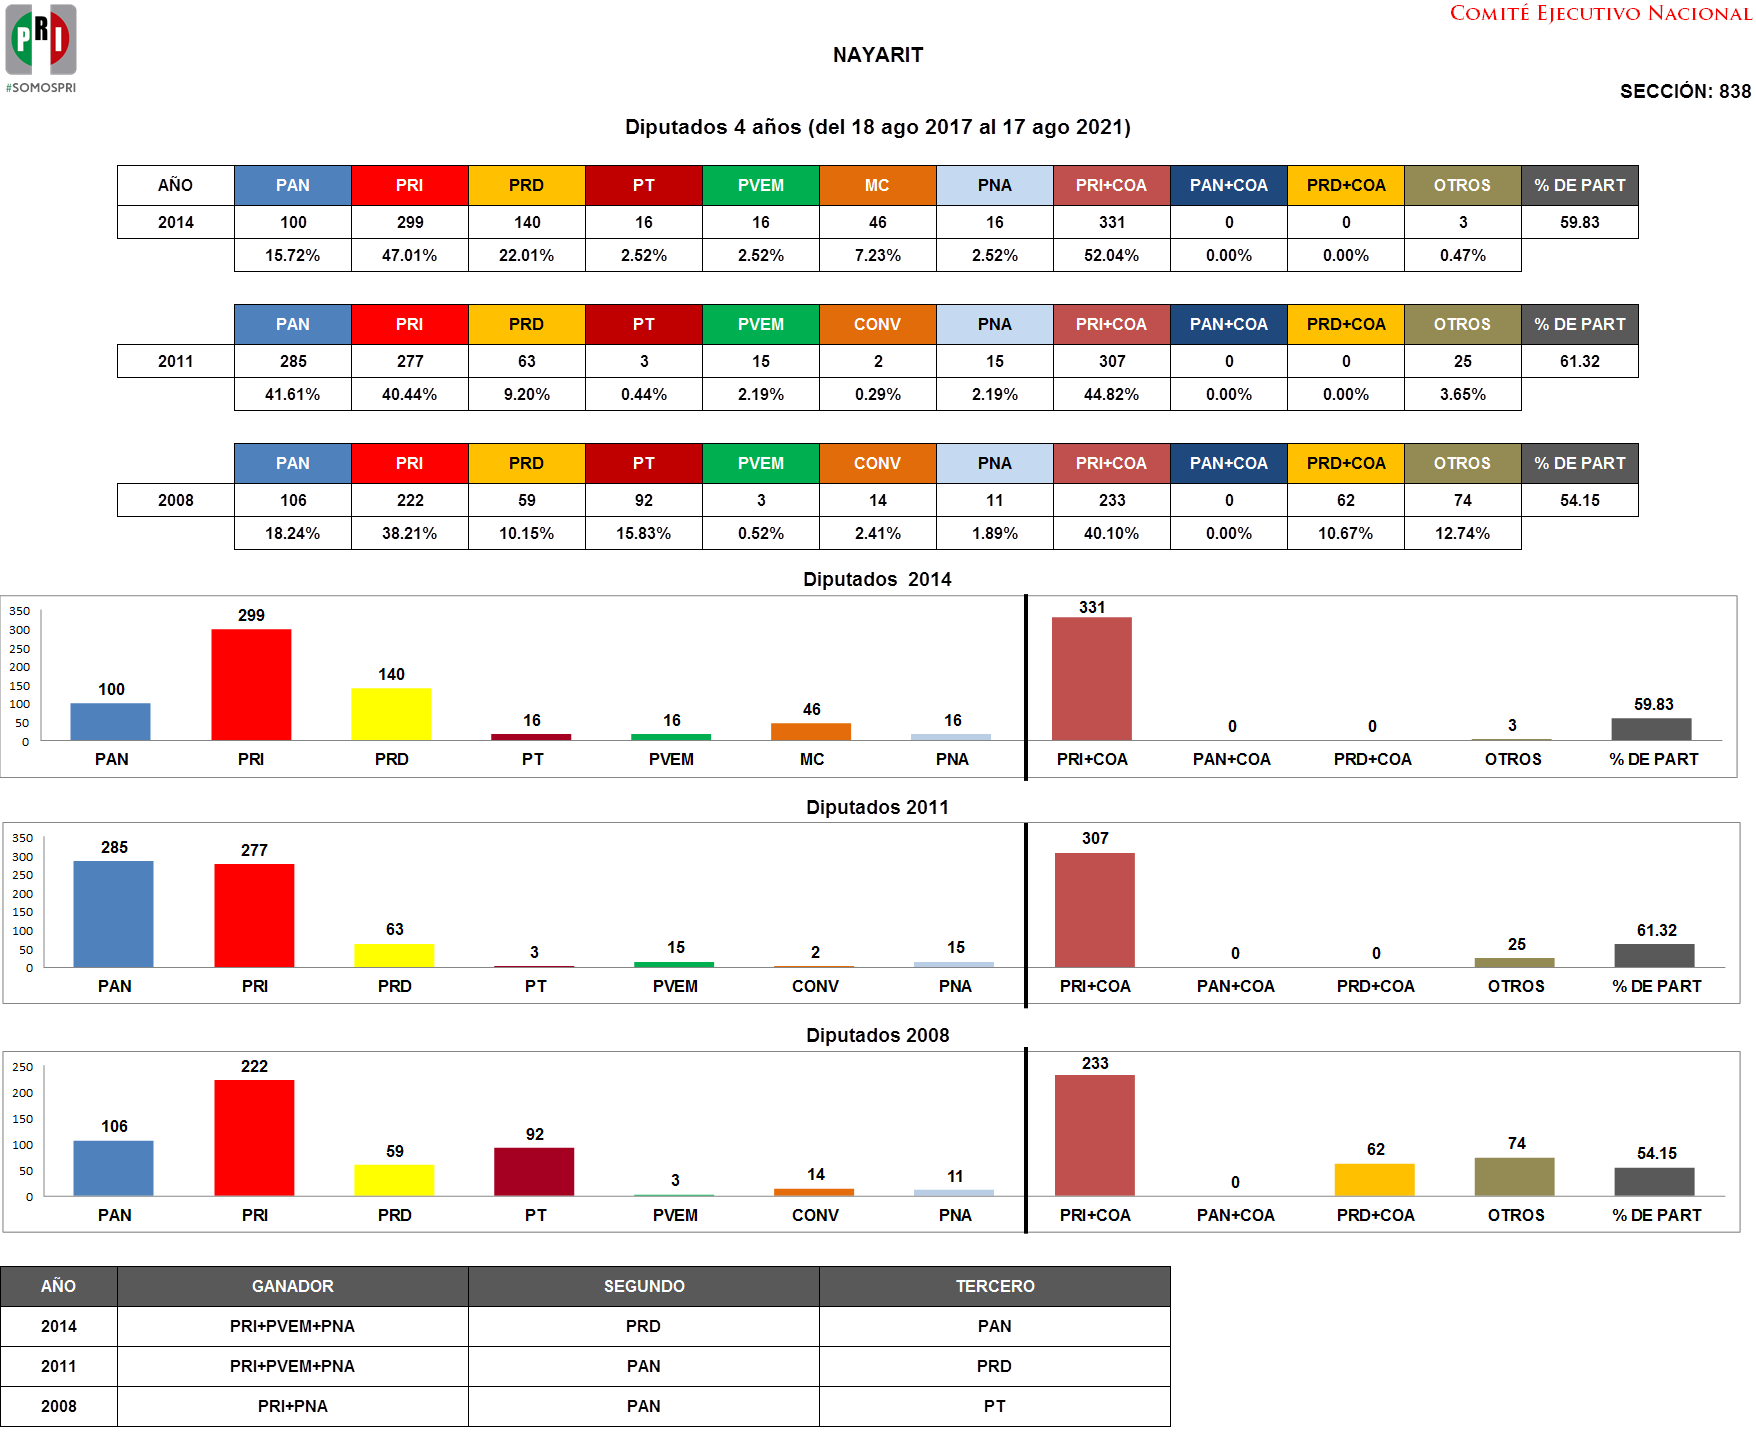 PRI
#SOMOSPRI
COMITÉ EJECUTIVO NACIONAL
NAYARIT
SECCIÓN: 838
Diputados 4 años (del 18 ago 2017 al 17 ago 2021)
AÑO PAN PRI PRD PT PVEM MC PNA PRI+COA PAN+COA PRD+COA OTROS % DE PART
2014 100 299 140 16 16 46 16 331 0 0 3 59.83
15.72% 47.01% 22.01% 2.52% 2.52% 7.23% 2.52% 52.04% 0.00% 0.00% 0.47%
PAN PRI PRD PT PVEM CONV PNA PRI+COA PAN+COA PRD+COA OTROS % DE PART
2011 285 277 63 3 15 2 15 307 0 0 25 61.32
41.61% 40.44% 9.20% 0.44% 2.19% 0.29% 2.19% 44.82% 0.00% 0.00% 3.65%
PAN PRI PRD PT PVEM CONV PNA PRI+COA PAN+COA PRD+COA OTROS % DE PART
2008 106 222 59 92 3 14 11 233 0 62 74 54.15
18.24% 38.21% 10.15% 15.83% 0.52% 2.41% 1.89% 40.10% 0.00% 10.67% 12.74%
Diputados 2014
350
300
250
200
150
100
50
0
100 299 140 16 16 46 16 331 0 0 3 59.83
PAN PRI PRD PT PVEM MC PNA PRI+COA PAN+COA PRD+COA OTROS % DE PART
Diputados 2011
350
300
250
200
150
100
50
0
285 277 63 3 15 2 15 307 0 0 25 61.32
PAN PRI PRD PT PVEM CONV PNA PRI+COA PAN+COA PRD+COA OTROS % DE PART
Diputados 2008
250
200
150
100
50
0
106 222 59 92 3 14 11 233 0 62 74 54.15
PAN PRI PRD PT PVEM CONV PNA PRI+COA PAN+COA PRD+COA OTROS % DE PART
AÑO GANADOR SEGUNDO TERCERO
2014 PRI+PVEM+PNA PRD PAN
2011 PRI+PVEM+PNA PAN PRD
2008 PRI+PNA PAN PT